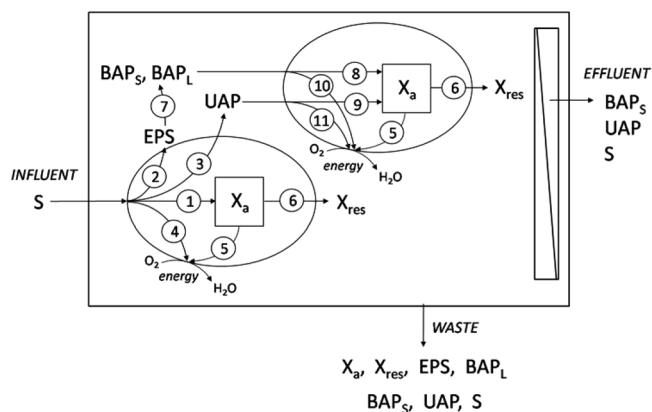 BAPS, BAPL
8
Xa
6
Xres
10
9
EFFLUENT
7
UAP
11
5
BAPS
EPS
O2
energy
H2O
UAP
2
3
S
INFLUENT
S
1
Xa
6
Xres
4
5
O2
energy
H2O
WASTE
Xa, Xres, EPS, BAPL
BAPS, UAP, S